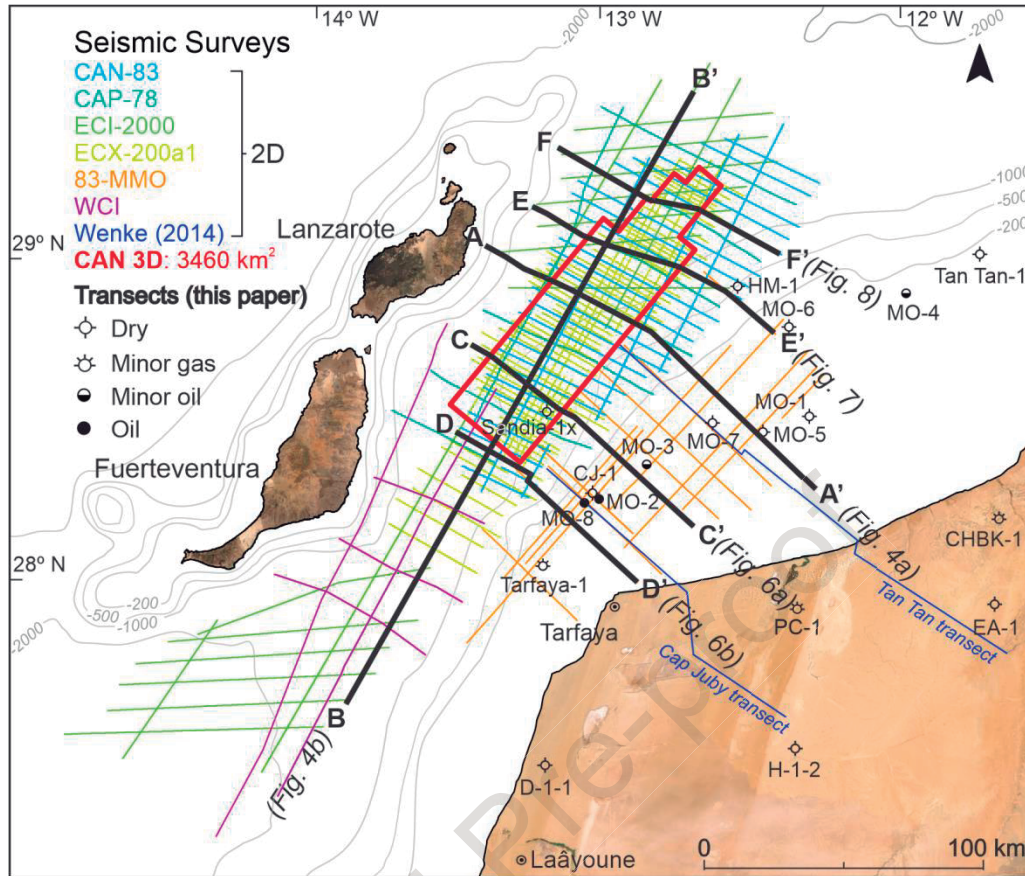 14° W
13° W
12° W
-2000
-2000
Seismic Surveys
CAN-83
CAP-78
ECI-2000
ECX-200a1
83-MMO
WCI
Wenke (2014)
2D
CAN 3D: 3460 km²
Transects (this paper)
Dry
Minor gas
Minor oil
Oil
B'
F
E
A
Lanzarote
29° N
-1000
-500
-200
F'
(Fig. 8)
Tan Tan-1
HM-1
MO-4
MO-6
E'
(Fig. 7)
C
MO-1
Sandia-1x
MO-7
MO-5
D
MO-3
Fuerteventura
CJ-1
MO-2
MO-8
A'
(Fig. 4a)
C'
(Fig. 6a)
CHBK-1
28° N
Tarfaya-1
D'
(Fig. 6b)
-500
-200
-1000
-2000
Tarfaya
PC-1
EA-1
Tan Tan transect
Cap Juby transect
B
(Fig. 4b)
Pre-proof
D-1-1
H-1-2
Laâyoune
0
100 km